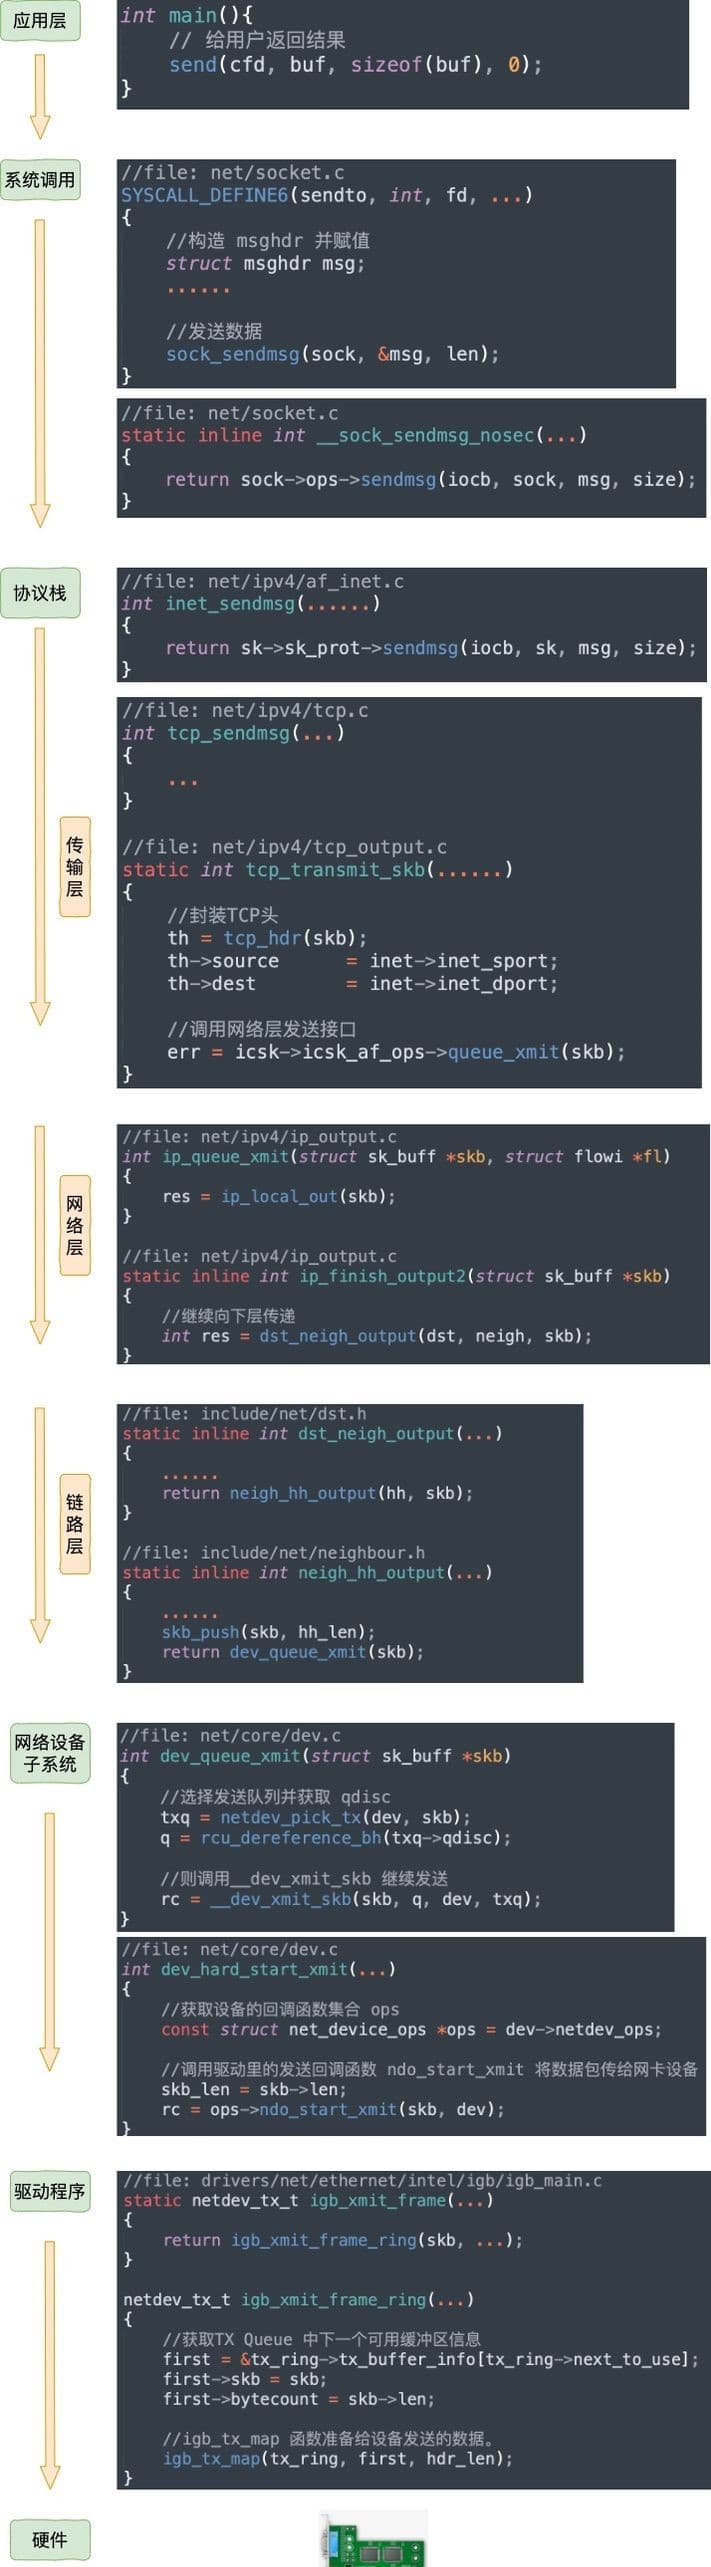 应用层
int main(){
// 给用户返回结果
send(cfd, buf, sizeof(buf), 0);
}
系统调用
//file: net/socket.c
SYSCALL_DEFINE6(sendto, int, fd, ...)
{
//构造 msghdr 并赋值
struct msghdr msg;
......
//发送数据
sock_sendmsg(sock, &msg, len);
}
//file: net/socket.c
static inline int __sock_sendmsg_nosec(...)
{
return sock->ops->sendmsg(iocb, sock, msg, size);
}
协议栈
//file: net/ipv4/af_inet.c
int inet_sendmsg(......)
{
return sk->sk_prot->sendmsg(iocb, sk, msg, size);
}
传输层
//file: net/ipv4/tcp.c
int tcp_sendmsg(...)
{
...
}
//file: net/ipv4/tcp_output.c
static int tcp_transmit_skb(......)
{
//封装TCP头
th = tcp_hdr(skb);
th->source = inet->inet_sport;
th->dest = inet->inet_dport;
//调用网络层发送接口
err = icsk->icsk_af_ops->queue_xmit(skb);
}
网络层
//file: net/ipv4/ip_output.c
int ip_queue_xmit(struct sk_buff *skb, struct flowi *fl)
{
res = ip_local_out(skb);
}
//file: net/ipv4/ip_output.c
static inline int ip_finish_output2(struct sk_buff *skb)
{
//继续向下层传递
int res = dst_neigh_output(dst, neigh, skb);
}
链路层
//file: include/net/dst.h
static inline int dst_neigh_output(...)
{
......
return neigh_hh_output(hh, skb);
}
//file: include/net/neighbour.h
static inline int neigh_hh_output(...)
{
......
skb_push(skb, hh_len);
return dev_queue_xmit(skb);
}
网络设备
子系统
//file: net/core/dev.c
int dev_queue_xmit(struct sk_buff *skb)
{
//选择发送队列并获取 qdisc
txq = netdev_pick_tx(dev, skb);
q = rcu_dereference_bh(txq->qdisc);
//则调用__dev_xmit_skb 继续发送
rc = __dev_xmit_skb(skb, q, dev, txq);
}
//file: net/core/dev.c
int dev_hard_start_xmit(...)
{
//获取设备的回调函数集合 ops
const struct net_device_ops *ops = dev->netdev_ops;
//调用驱动里的发送回调函数 ndo_start_xmit 将数据包传给网卡设备
skb_len = skb->len;
rc = ops->ndo_start_xmit(skb, dev);
}
驱动程序
//file: drivers/net/ethernet/intel/igb/igb_main.c
static netdev_tx_t igb_xmit_frame(...)
{
return igb_xmit_frame_ring(skb, ...);
}
netdev_tx_t igb_xmit_frame_ring(...)
{
//获取TX Queue 中下一个可用缓冲区信息
first = &tx_ring->tx_buffer_info[tx_ring->next_to_use];
first->skb = skb;
first->bytecount = skb->len;
//igb_tx_map 函数准备给设备发送的数据。
igb_tx_map(tx_ring, first, hdr_len);
}
硬件